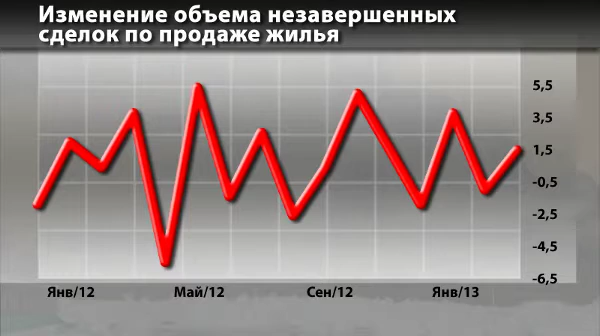 Изменение объема незавершенных
сделок по продаже жилья
5,5
3,5
1,5
-0,5
-2,5
-4,5
-6,5
Янв/12 Май/12 Сен/12 Янв/13